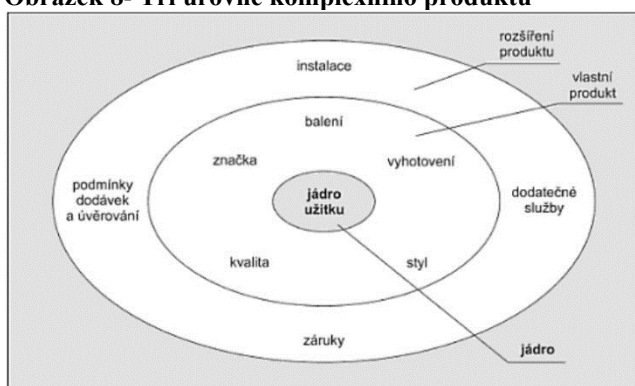 Obrázek 8- Tři úrovně komplexního produktu
rozšíření
produktu
instalace
vlastní
produkt
balení
značka
vyhotovení
podmínky
dodávek
a úvěrování
jádro
užitku
dodatečné
služby
kvalita
styl
záruky
jádro